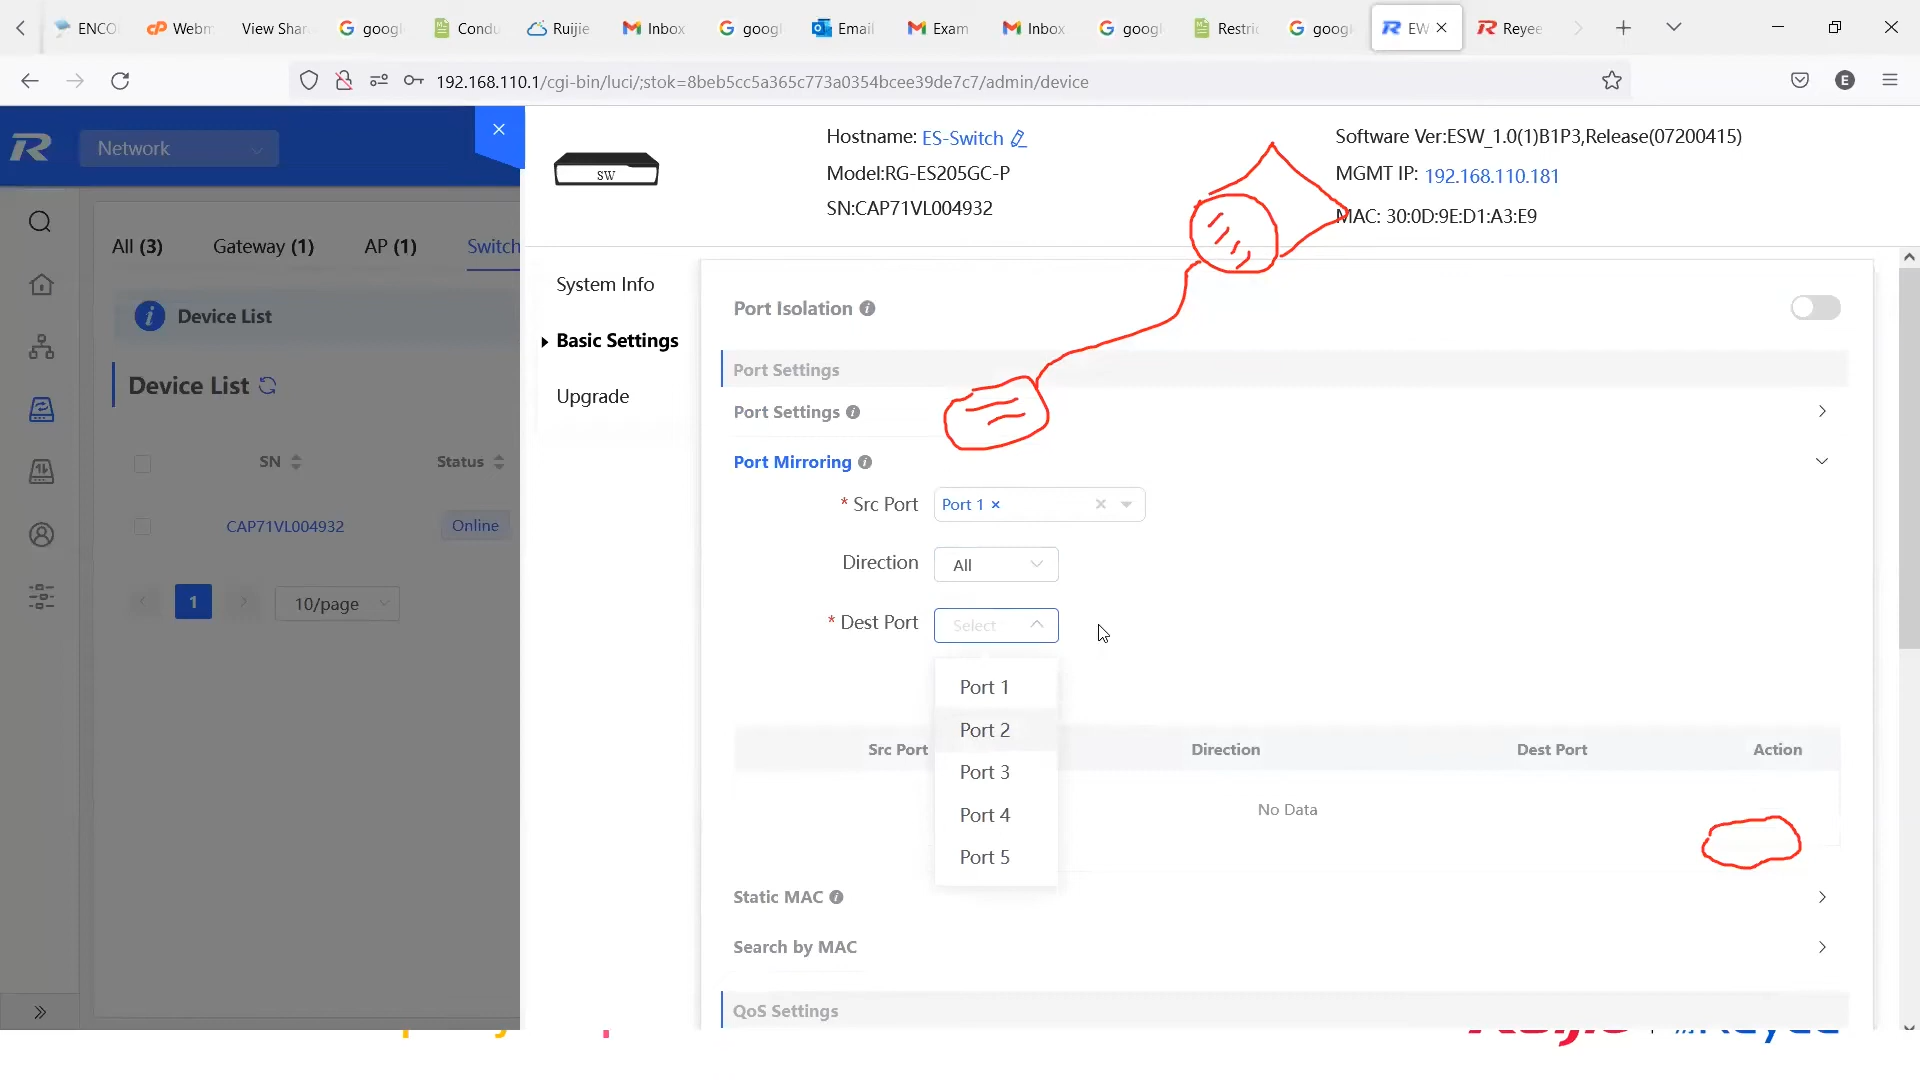 ENCO
Webm
View Shar
googl
Condu
Ruijie
Inbox
googl
Email
Exam
Inbox
googl
Restric
googl
EW
Reyee
192.168.110.1/cgi-bin/luci/;stok=8beb5cc5a365c773a0354bcee39de7c7/admin/device
E
R
Network
SW
Hostname: ES-Switch
Model:RG-ES205GC-P
SN:CAP71VL004932
Software Ver:ESW_1.0(1)B1P3,Release(07200415)
MGMT IP: 192.168.110.181
MAC: 30:0D:9E:D1:A3:E9
All (3)
Gateway (1)
AP (1)
Switch
Device List
Device List
SN
Status
CAP71VL004932
Online
1
10/page
System Info
Basic Settings
Upgrade
Port Isolation
Port Settings
Port Settings
Port Mirroring
* Src Port
Port 1 ×
Direction
All
* Dest Port
Select
Port 1
Port 2
Port 3
Port 4
Port 5
Src Port
Direction
Dest Port
Action
No Data
Static MAC
Search by MAC
QoS Settings